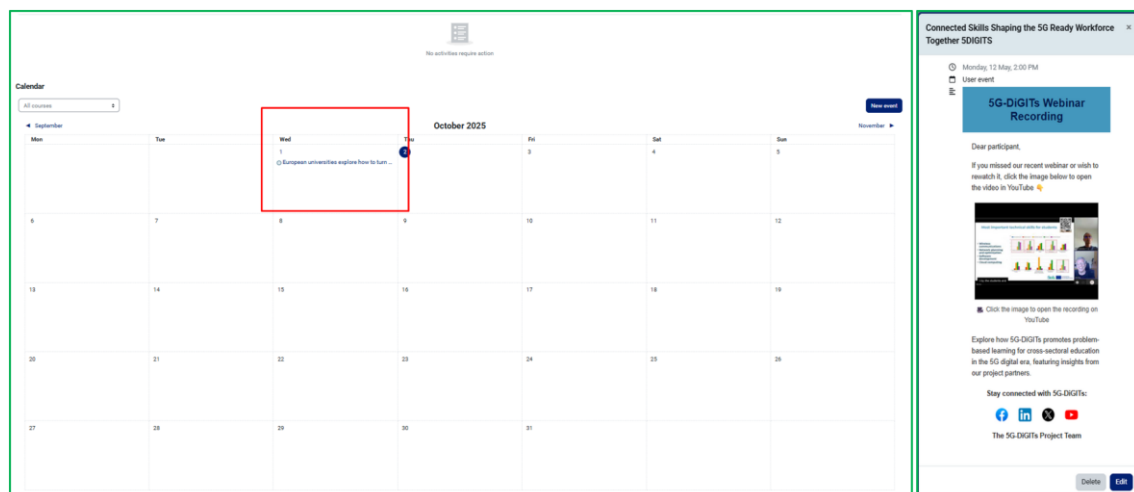 No activities require action
Calendar
All courses
New event
September
October 2025
November
Mon Tue Wed Thu Fri Sat Sun
1 2 3 4 5
European universities explore how to turn ...
6 7 8 9 10 11 12
13 14 15 16 17 18 19
20 21 22 23 24 25 26
27 28 29 30 31
Connected Skills Shaping the 5G Ready Workforce
Together 5DIGITS
Monday, 12 May, 2:00 PM
User event
5G-DiGITs Webinar
Recording
Dear participant,
If you missed our recent webinar or wish to
rewatch it, click the image below to open
the video in YouTube 👇
Most important technical skills for students
Click the image to open the recording on
YouTube
Explore how 5G-DiGITs promotes problem-
based learning for cross-sectoral education
in the 5G digital era, featuring insights from
our project partners.
Stay connected with 5G-DiGITs:
The 5G-DiGITs Project Team
Delete Edit